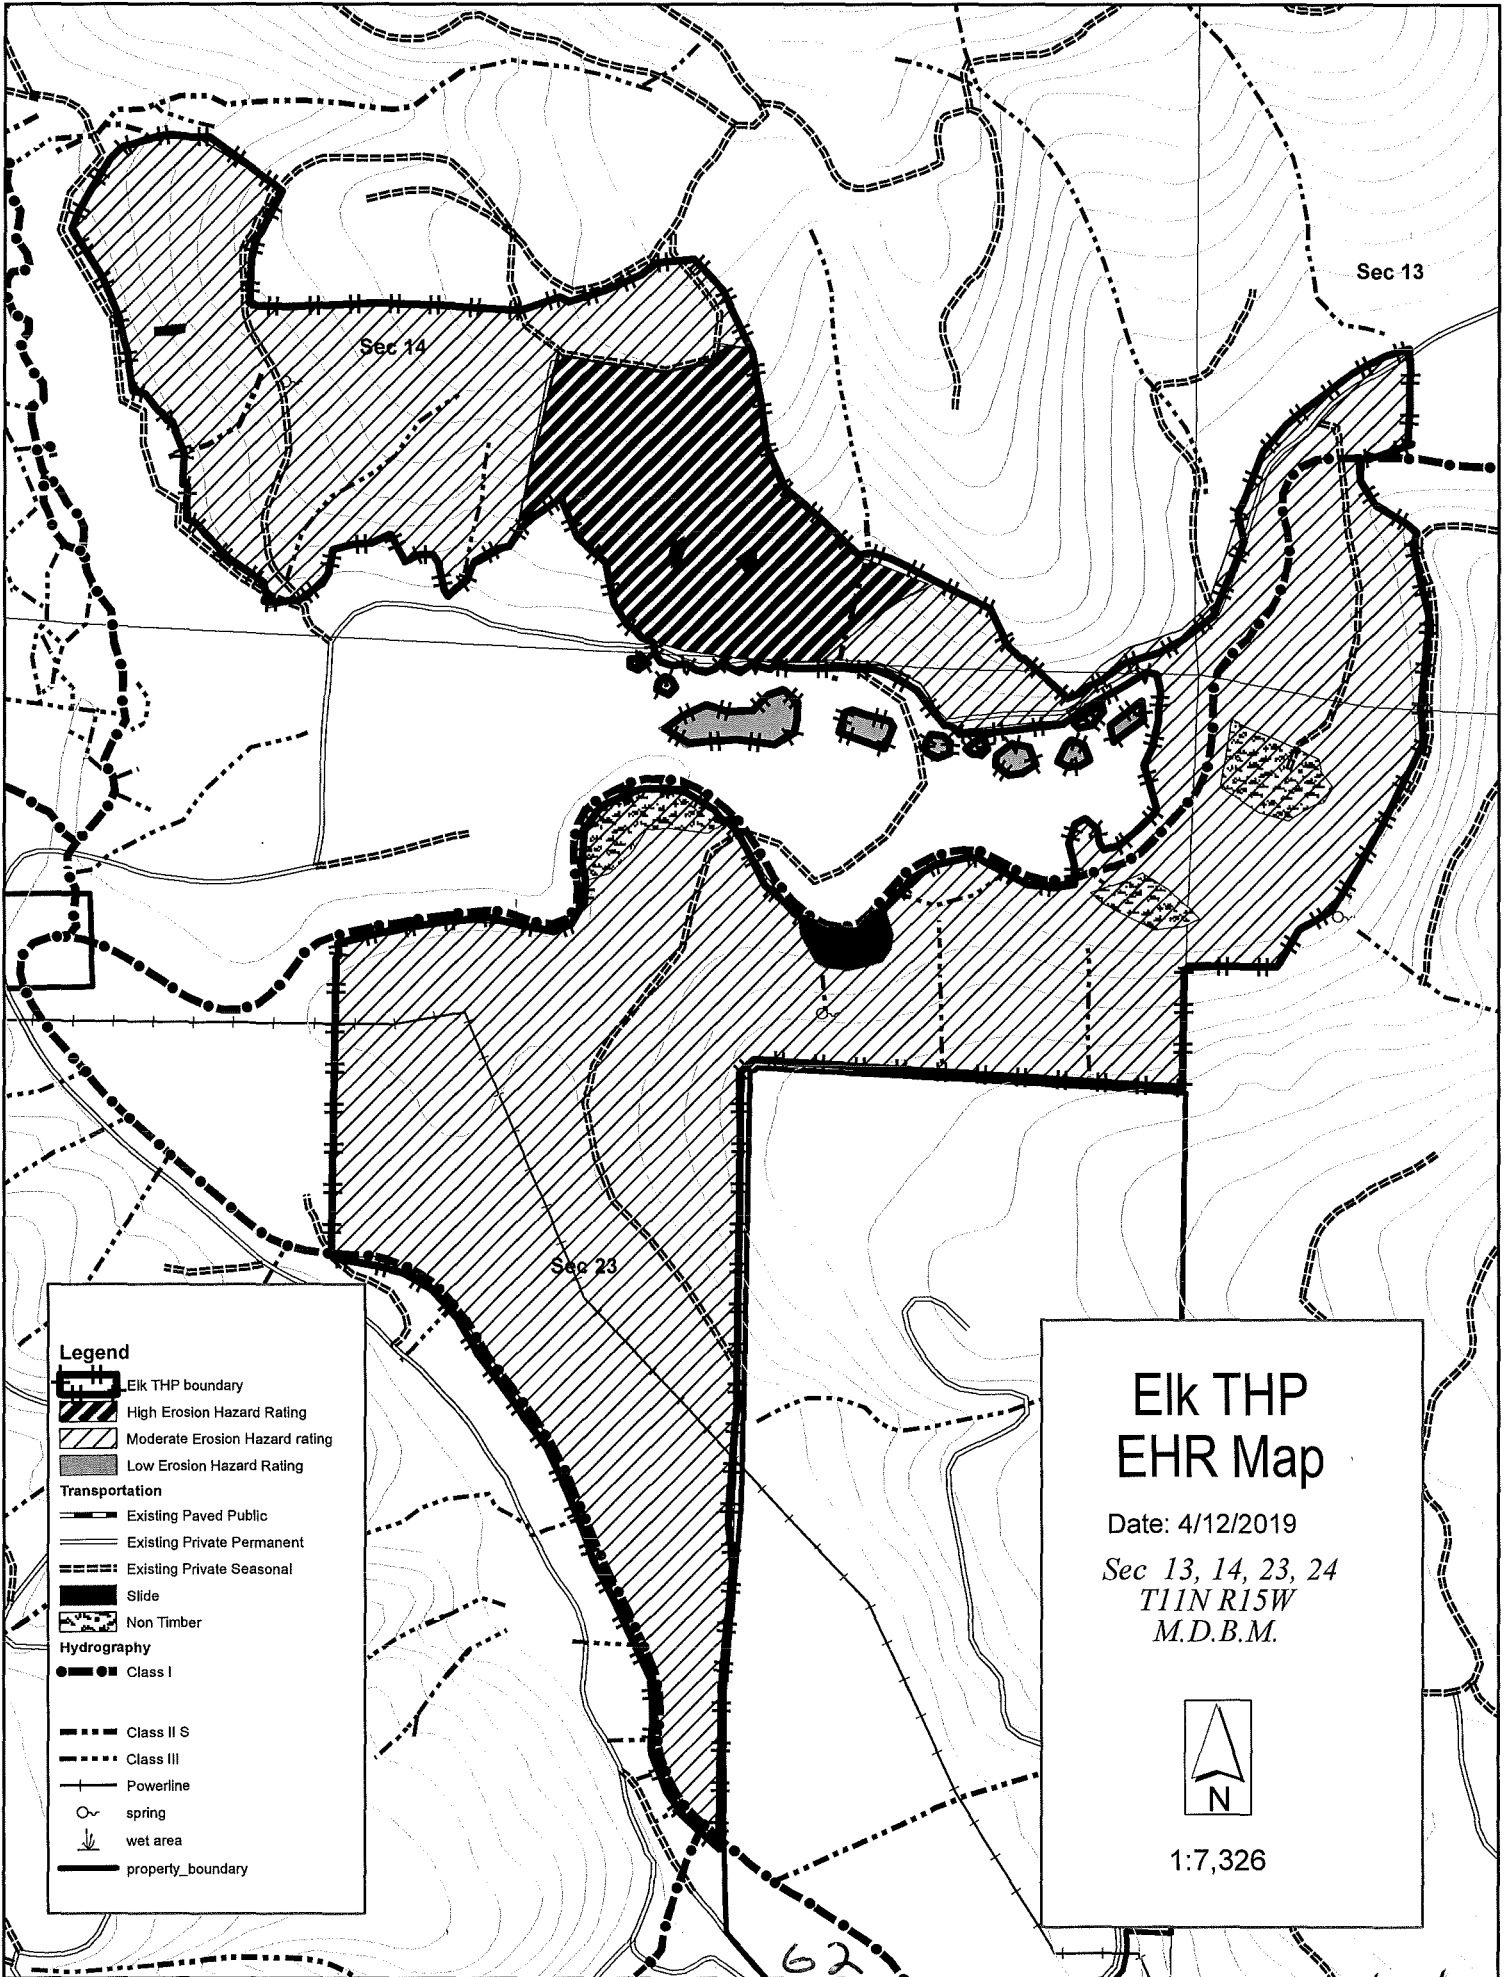 Sec 13
Sec 14
Sec 23
Legend
Elk THP boundary
High Erosion Hazard Rating
Moderate Erosion Hazard rating
Low Erosion Hazard Rating
Transportation
Existing Paved Public
Existing Private Permanent
Existing Private Seasonal
Slide
Non Timber
Hydrography
Class I
Class II S
Class III
Powerline
spring
wet area
property_boundary
Elk THP
EHR Map
Date: 4/12/2019
Sec 13, 14, 23, 24
T11N R15W
M.D.B.M.
N
1:7,326
62